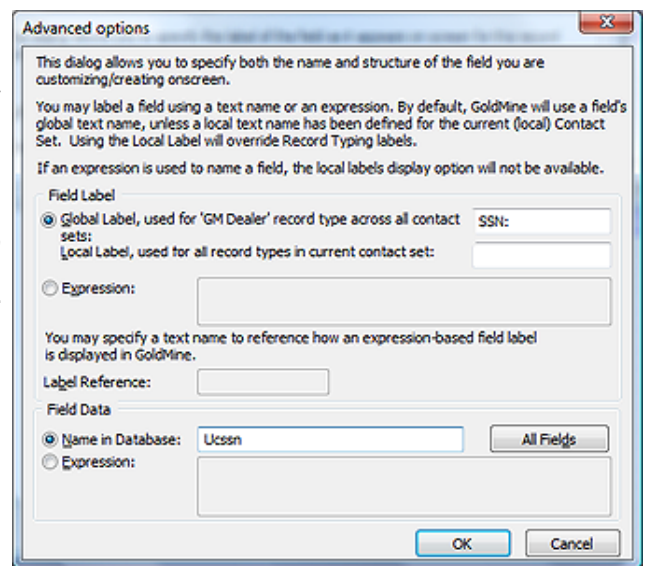 Advanced options
This dialog allows you to specify both the name and structure of the field you are
customizing/creating onscreen.
You may label a field using a text name or an expression. By default, GoldMine will use a field's
global text name, unless a local text name has been defined for the current (local) Contact
Set. Using the Local Label will override Record Typing labels.
If an expression is used to name a field, the local labels display option will not be available.
Field Label
Global Label, used for 'GM Dealer' record type across all contact
sets:
SSN:
Local Label, used for all record types in current contact set:
Expression:
You may specify a text name to reference how an expression-based field label
is displayed in GoldMine.
Label Reference:
Field Data
Name in Database: Ucssn All Fields
Expression:
OK Cancel